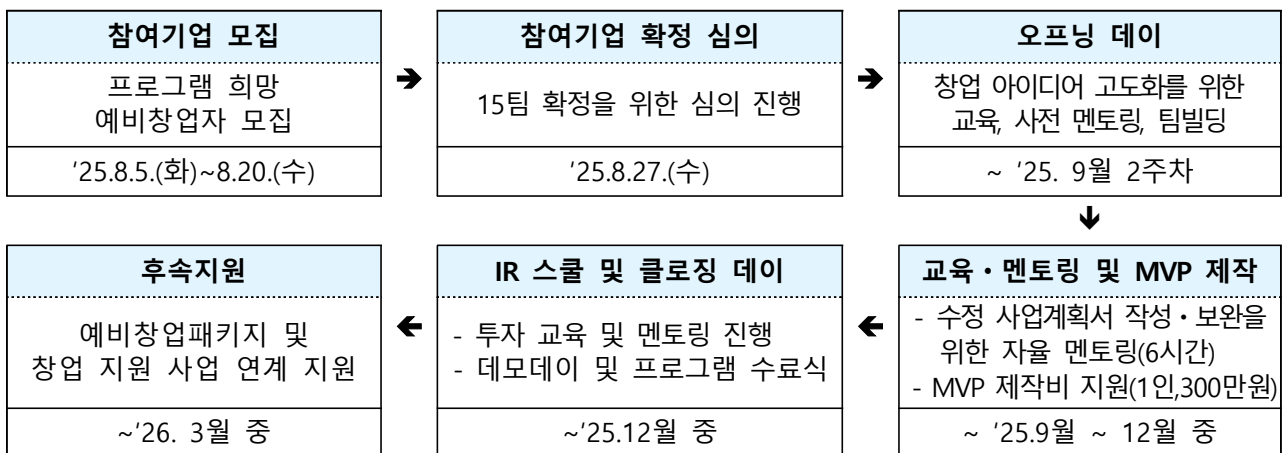 참여기업 모집
프로그램 희망
예비창업자 모집
'25.8.5.(화)~8.20.(수)
➔
참여기업 확정 심의
15팀 확정을 위한 심의 진행
'25.8.27.(수)
➔
오프닝 데이
창업 아이디어 고도화를 위한
교육, 사전 멘토링, 팀빌딩
~ '25. 9월 2주차
🡻
교육・멘토링 및 MVP 제작
- 수정 사업계획서 작성・보완을
위한 자율 멘토링(6시간)
- MVP 제작비 지원(1인,300만원)
~ '25.9월 ~ 12월 중
🡸
IR 스쿨 및 클로징 데이
- 투자 교육 및 멘토링 진행
- 데모데이 및 프로그램 수료식
~'25.12월 중
🡸
후속지원
예비창업패키지 및
창업 지원 사업 연계 지원
~'26. 3월 중